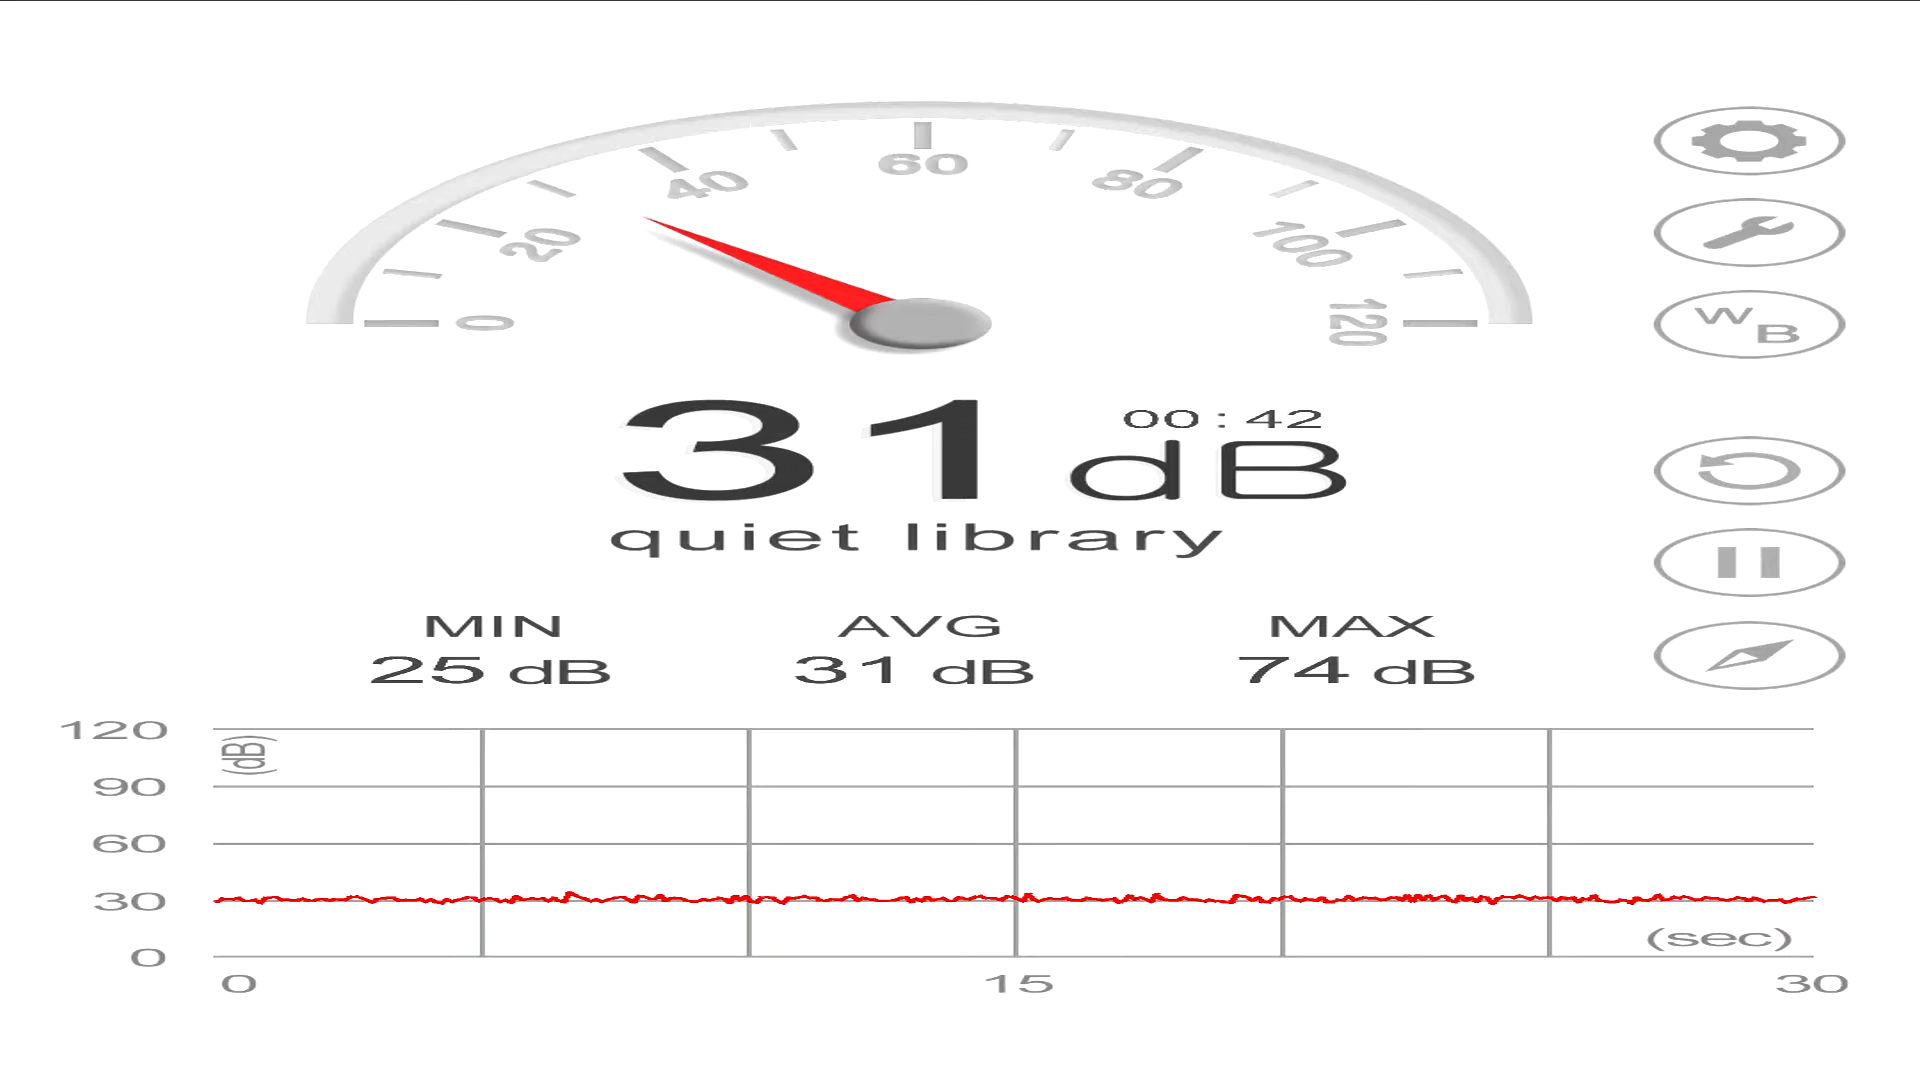 0
20
40
60
80
100
120
W
B
00 : 42
31 dB
quiet library
MIN
25 dB
AVG
31 dB
MAX
74 dB
(dB)
120
90
60
30
0
(sec)
0
15
30